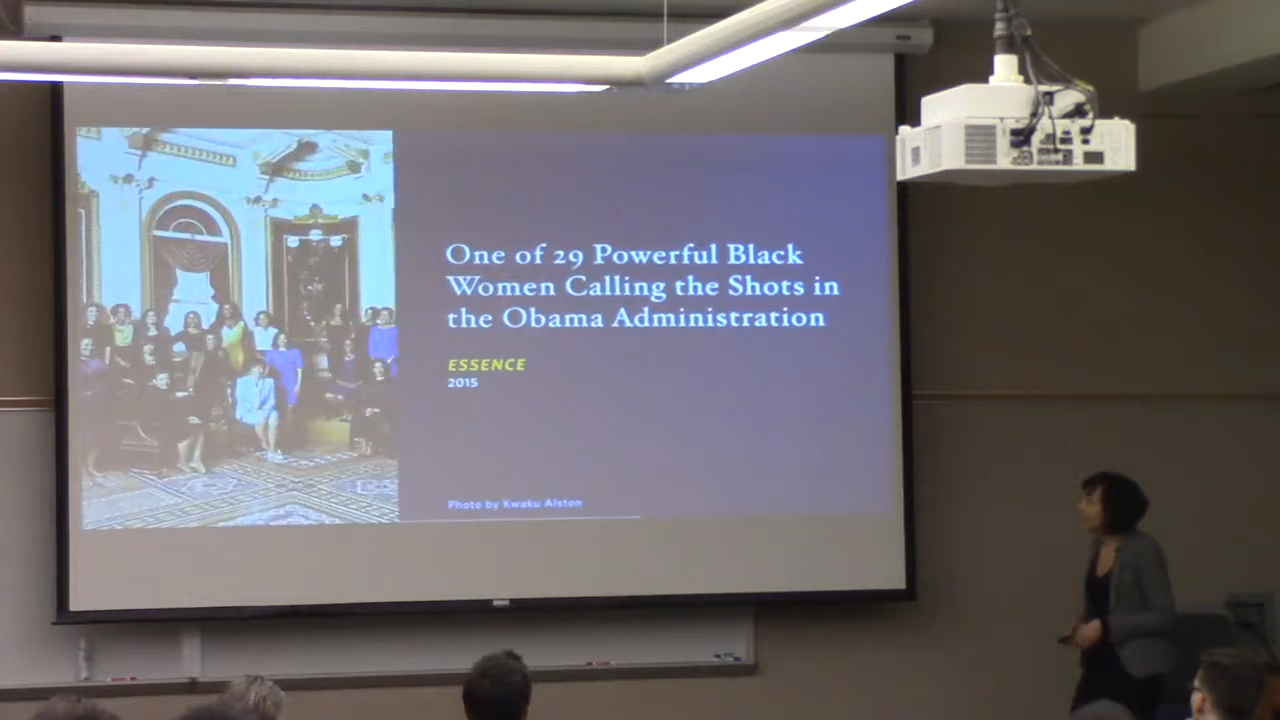 One of 29 Powerful Black
Women Calling the Shots in
the Obama Administration
ESSENCE
2015
Photo by Kwaku Alston